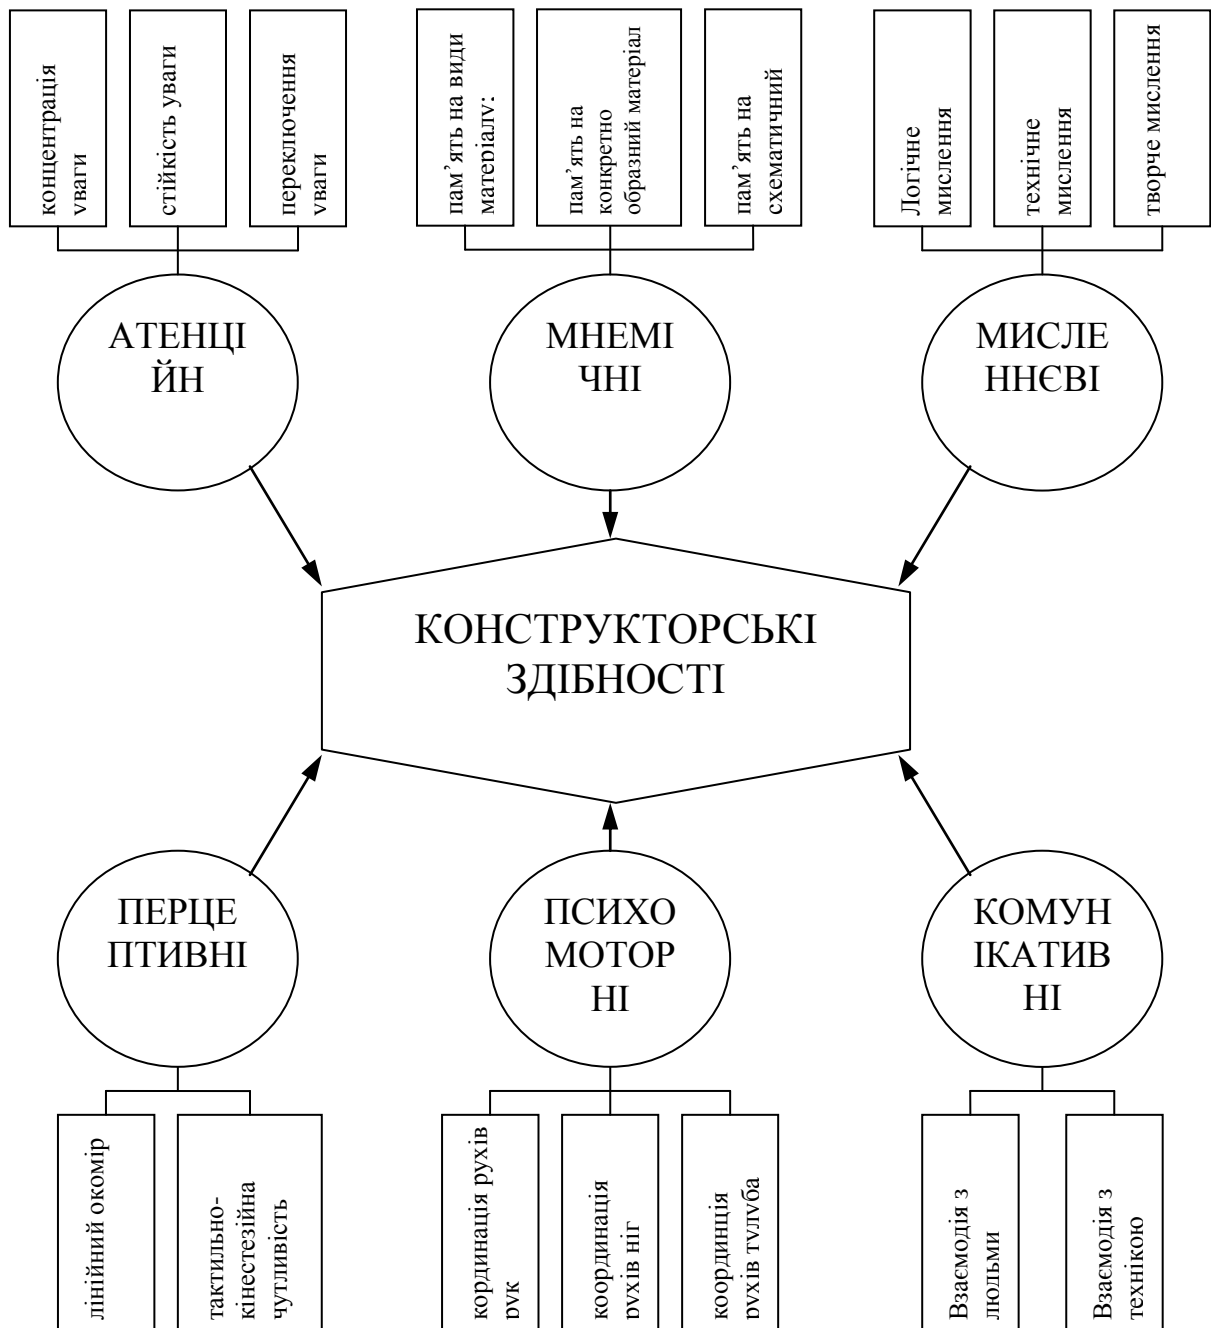 концентрація
уваги
стійкість уваги
переключення
уваги
пам’ять на види
матеріалу:
пам’ять на
конкретно
образний матеріал
пам’ять на
схематичний
Логічне
мислення
технічне
мислення
творче мислення
АТЕНЦІ
ЙН
МНЕМІ
ЧНІ
МИСЛЕ
ННЄВІ
КОНСТРУКТОРСЬКІ
ЗДІБНОСТІ
ПЕРЦЕ
ПТИВНІ
ПСИХО
МОТОР
НІ
КОМУН
ІКАТИВ
НІ
лінійний окомір
тактильно-
кінестезійна
чутливість
кординація рухів
рук
координація
рухів ніг
координція
рухів тулуба
Взаємодія з
людьми
Взаємодія з
технікою